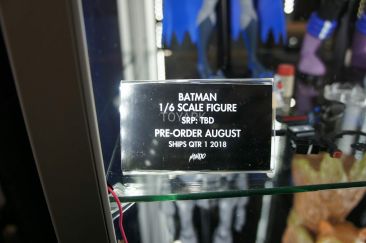 BATMAN
1/6 SCALE FIGURE
SRP: TBD
PRE-ORDER AUGUST
SHIPS QTR 1 2018
MONDO